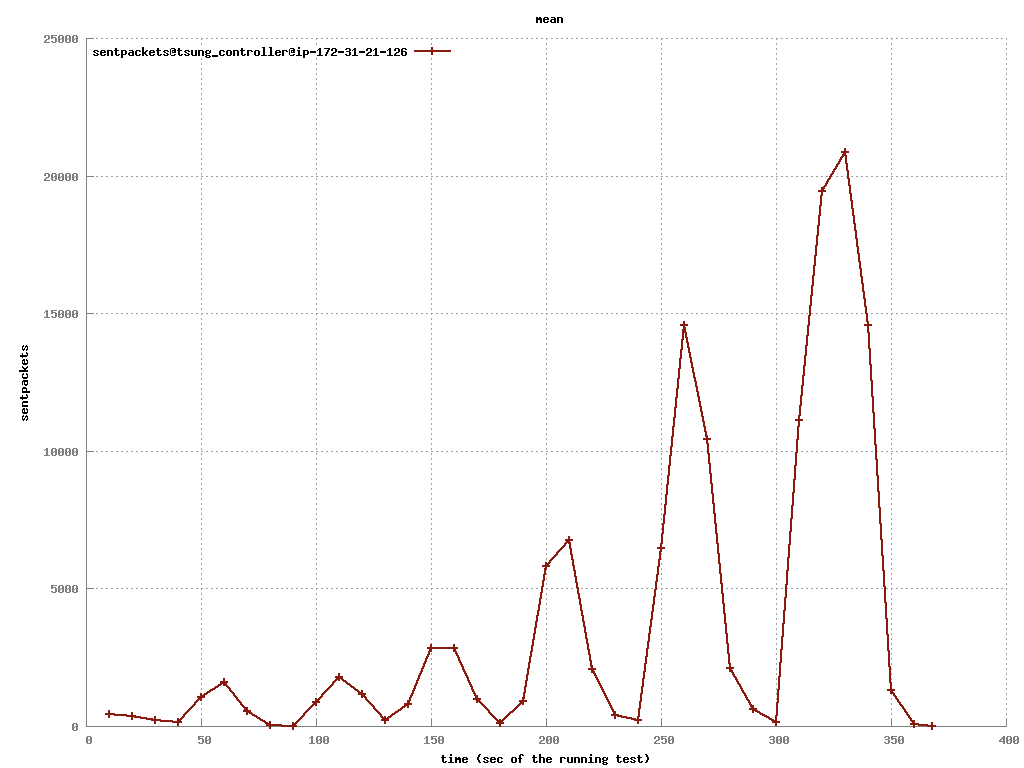 mean
25000
sentpackets@tsung_controller@ip-172-31-21-126
20000
15000
sentpackets
10000
5000
0
0 50 100 150 200 250 300 350 400
time (sec of the running test)